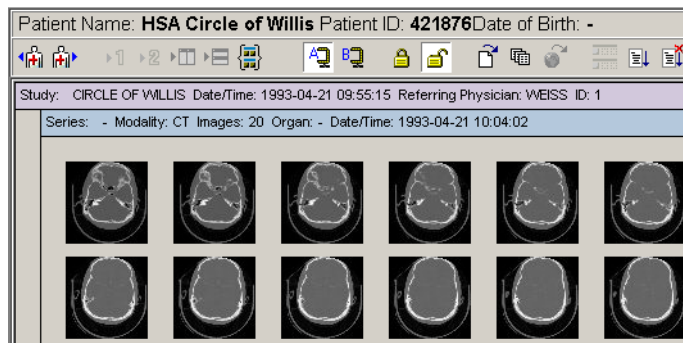 Patient Name: HSA Circle of Willis Patient ID: 421876Date of Birth: -
1 2 A B
Study: CIRCLE OF WILLIS Date/Time: 1993-04-21 09:55:15 Referring Physician: WEISS ID: 1
Series: - Modality: CT Images: 20 Organ: - Date/Time: 1993-04-21 10:04:02